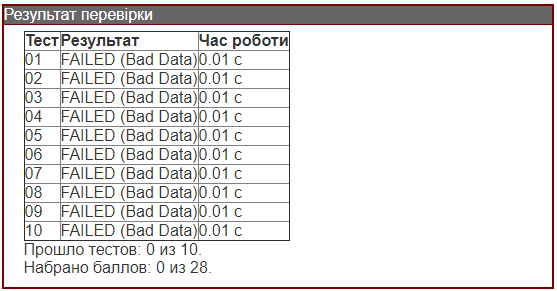 Результат перевірки
Тест Результат Час роботи
01 FAILED (Bad Data) 0.01 с
02 FAILED (Bad Data) 0.01 с
03 FAILED (Bad Data) 0.01 с
04 FAILED (Bad Data) 0.01 с
05 FAILED (Bad Data) 0.01 с
06 FAILED (Bad Data) 0.01 с
07 FAILED (Bad Data) 0.01 с
08 FAILED (Bad Data) 0.01 с
09 FAILED (Bad Data) 0.01 с
10 FAILED (Bad Data) 0.01 с
Прошло тестов: 0 из 10.
Набрано баллов: 0 из 28.